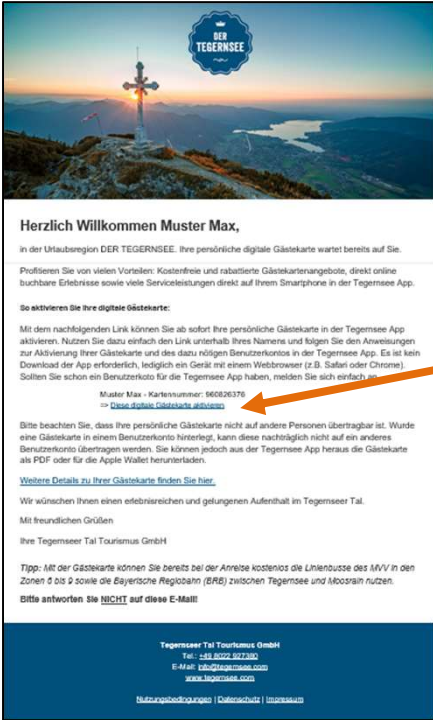 DER
TEGERNSEE
Herzlich Willkommen Muster Max,
in der Urlaubsregion DER TEGERNSEE. Ihre persönliche digitale Gästekarte wartet bereits auf Sie.
Profitieren Sie von vielen Vorteilen: Kostenfreie und rabattierte Gästekartenangebote, direkt online
buchbare Erlebnisse sowie viele Serviceleistungen direkt auf Ihrem Smartphone in der Tegernsee App.
So aktivieren Sie Ihre digitale Gästekarte:
Mit dem nachfolgenden Link können Sie ab sofort Ihre persönliche Gästekarte in der Tegernsee App
aktivieren. Nutzen Sie dazu einfach den Link unterhalb Ihres Namens und folgen Sie den Anweisungen
zur Aktivierung Ihrer Gästekarte und des dazu nötigen Benutzerkontos in der Tegernsee App. Es ist kein
Download der App erforderlich, lediglich ein Gerät mit einem Webbrowser (z.B. Safari oder Chrome).
Sollten Sie schon ein Benutzerkoto für die Tegernsee App haben, melden Sie sich einfach an
Muster Max - Kartennummer: 960826376
=> Diese digitale Gästekarte aktivieren
Bitte beachten Sie, dass Ihre persönliche Gästekarte nicht auf andere Personen übertragbar ist. Wurde
eine Gästekarte in einem Benutzerkonto hinterlegt, kann diese nachträglich nicht auf ein anderes
Benutzerkonto übertragen werden. Sie können jedoch aus der Tegernsee App heraus die Gästekarte
als PDF oder für die Apple Wallet herunterladen.
Weitere Details zu Ihrer Gästekarte finden Sie hier.
Wir wünschen Ihnen einen erlebnisreichen und gelungenen Aufenthalt im Tegernseer Tal.
Mit freundlichen Grüßen
Ihre Tegernseer Tal Tourismus GmbH
Tipp: Mit der Gästekarte können Sie bereits bei der Anreise kostenlos die Linienbusse des MVV in den
Zonen 6 bis 9 sowie die Bayerische Regiobahn (BRB) zwischen Tegernsee und Moosrain nutzen.
Bitte antworten Sie NICHT auf diese E-Mail!
Tegernseer Tal Tourismus GmbH
Tel.: +49 8022 927380
E-Mail: info@tegernsee.com
www.tegernsee.com
Nutzungsbedingungen | Datenschutz | Impressum